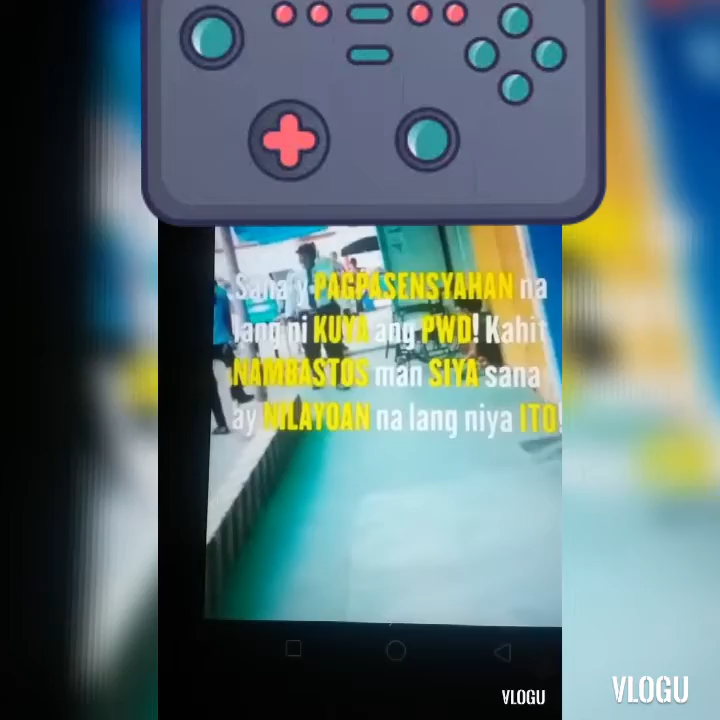 Sana'y PAGPASENSYAHAN na
lang ni KUYA ang PWD! Kahit
NAMBASTOS man SIYA sana
ay NILAYOAN na lang niya ITO!
VLOGU
VLOGU